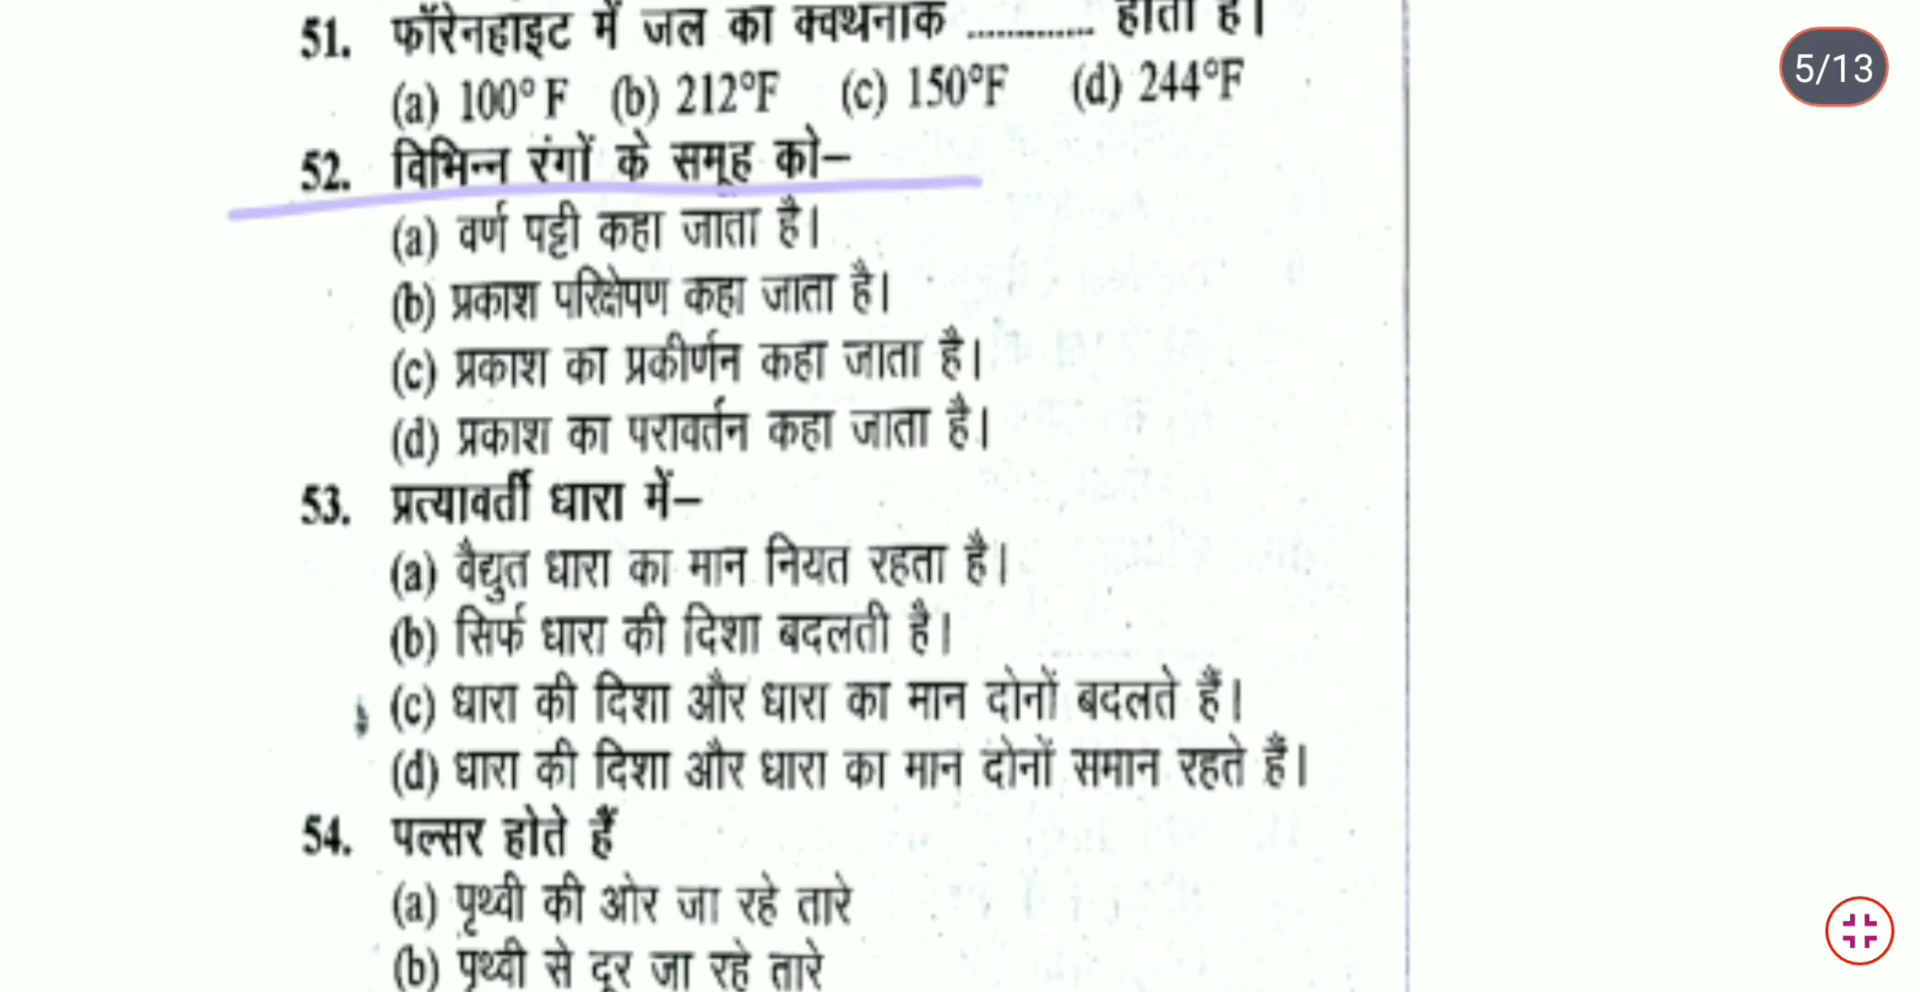 51. फॉरेनहाइट में जल का क्वथनांक ............ होता है।
5/13
(a) 100° F (b) 212°F (c) 150°F (d) 244°F
52. विभिन्न रंगों के समूह को–
(a) वर्ण पट्टी कहा जाता है।
(b) प्रकाश परिक्षेपण कहा जाता है।
(c) प्रकाश का प्रकीर्णन कहा जाता है।
(d) प्रकाश का परावर्तन कहा जाता है।
53. प्रत्यावर्ती धारा में–
(a) वैद्युत धारा का मान नियत रहता है।
(b) सिर्फ धारा की दिशा बदलती है।
(c) धारा की दिशा और धारा का मान दोनों बदलते हैं।
(d) धारा की दिशा और धारा का मान दोनों समान रहते हैं।
54. पल्सर होते हैं
(a) पृथ्वी की ओर जा रहे तारे
(b) पृथ्वी से दूर जा रहे तारे